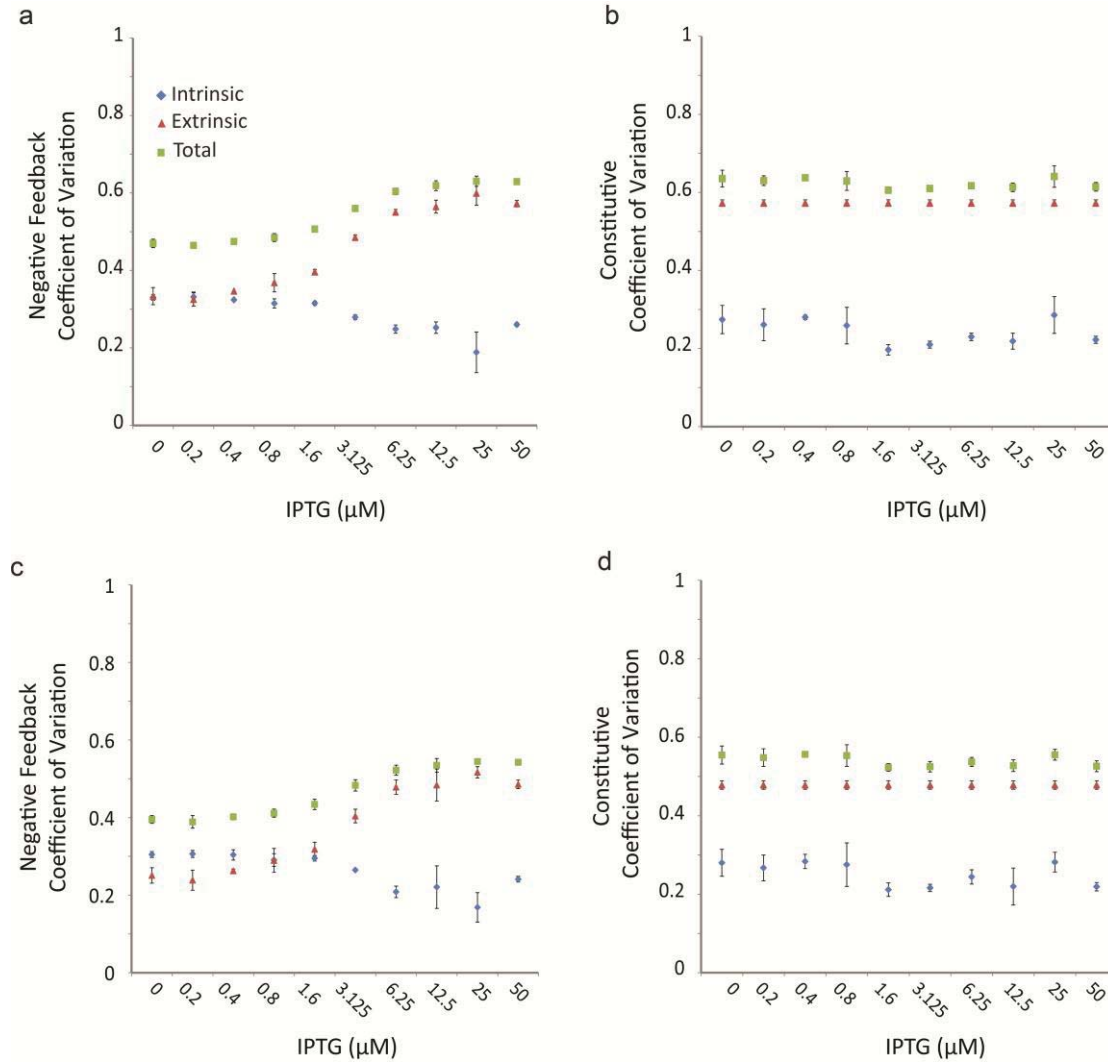 a
Negative Feedback
Coefficient of Variation
1
0.8
0.6
0.4
0.2
0
Intrinsic
Extrinsic
Total
0 0.2 0.4 0.8 1.6 3.125 6.25 12.5 25 50
IPTG (µM)
b
Constitutive
Coefficient of Variation
1
0.8
0.6
0.4
0.2
0
0 0.2 0.4 0.8 1.6 3.125 6.25 12.5 25 50
IPTG (µM)
c
Negative Feedback
Coefficient of Variation
1
0.8
0.6
0.4
0.2
0
0 0.2 0.4 0.8 1.6 3.125 6.25 12.5 25 50
IPTG (µM)
d
Constitutive
Coefficient of Variation
1
0.8
0.6
0.4
0.2
0
0 0.2 0.4 0.8 1.6 3.125 6.25 12.5 25 50
IPTG (µM)